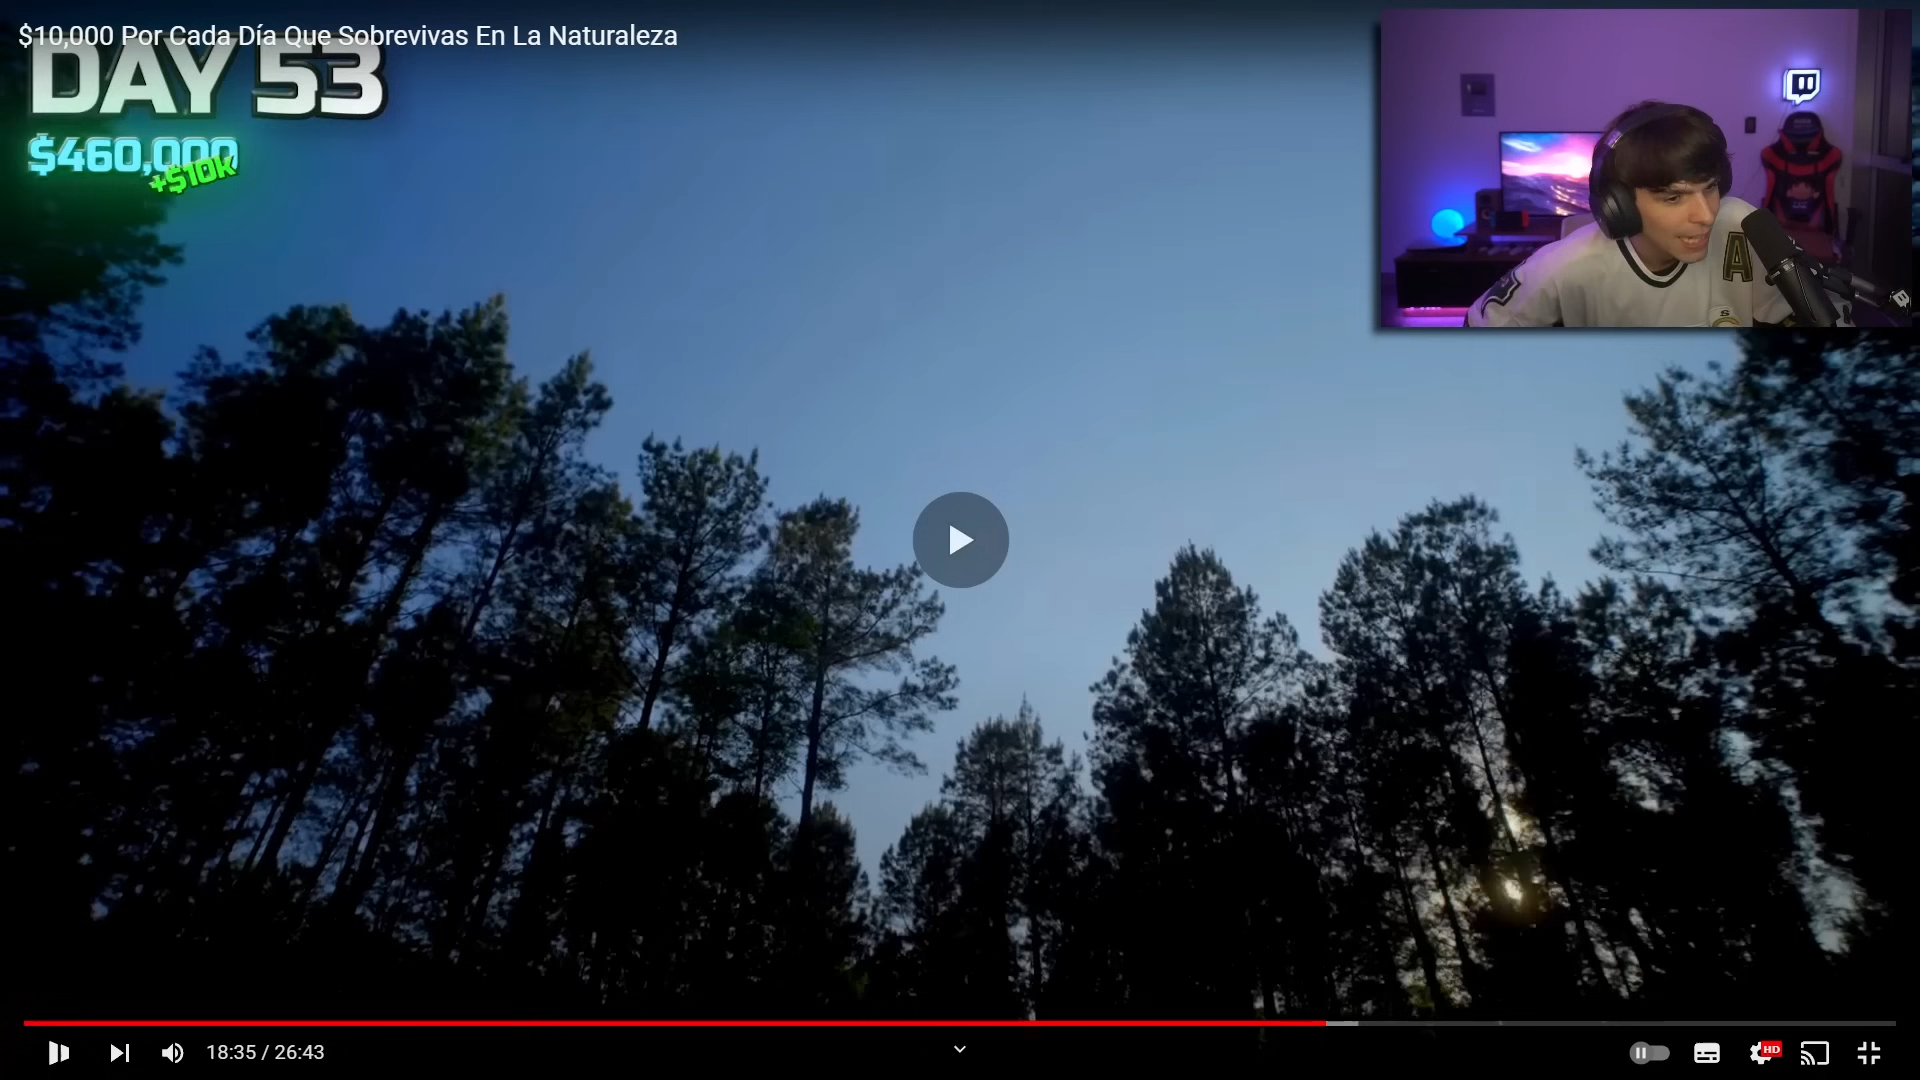 $10,000 Por Cada Día Que Sobrevivas En La Naturaleza
DAY 53
$460,000
+$10K
A
S
18:35 / 26:43
HD